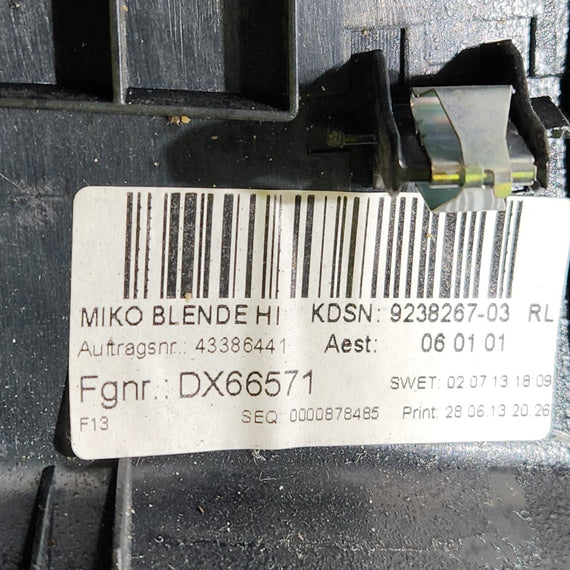 MIKO BLENDE HI KDSN: 9238267-03 RL
Auftragsnr.: 43386441 Aest: 06 01 01
Fgnr.: DX66571 SWET: 02 07 13 18 09
F13 SEQ: 0000878485 Print: 28 06.13 20 26